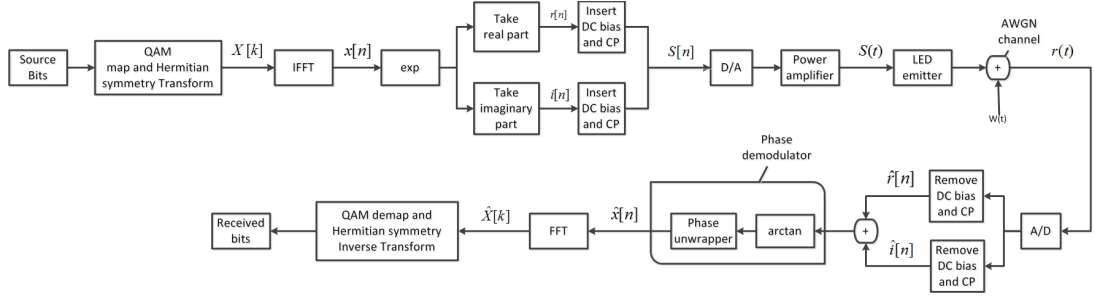 Source
Bits
QAM
map and Hermitian
symmetry Transform
X[k]
IFFT
x[n]
exp
Take
real part
r[n]
Insert
DC bias
and CP
Take
imaginary
part
i[n]
Insert
DC bias
and CP
S[n]
D/A
Power
amplifier
S(t)
LED
emitter
AWGN
channel
+
W(t)
r(t)
Phase
demodulator
Received
bits
QAM demap and
Hermitian symmetry
Inverse Transform
X̂[k]
FFT
x̂[n]
Phase
unwrapper
arctan
+
r̂[n]
î[n]
Remove
DC bias
and CP
Remove
DC bias
and CP
A/D